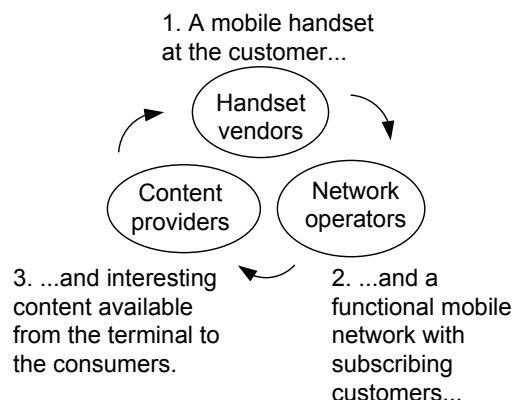 1. A mobile handset
at the customer...
Handset
vendors
Content
providers
Network
operators
3. ...and interesting
content available
from the terminal to
the consumers.
2. ...and a
functional mobile
network with
subscribing
customers...